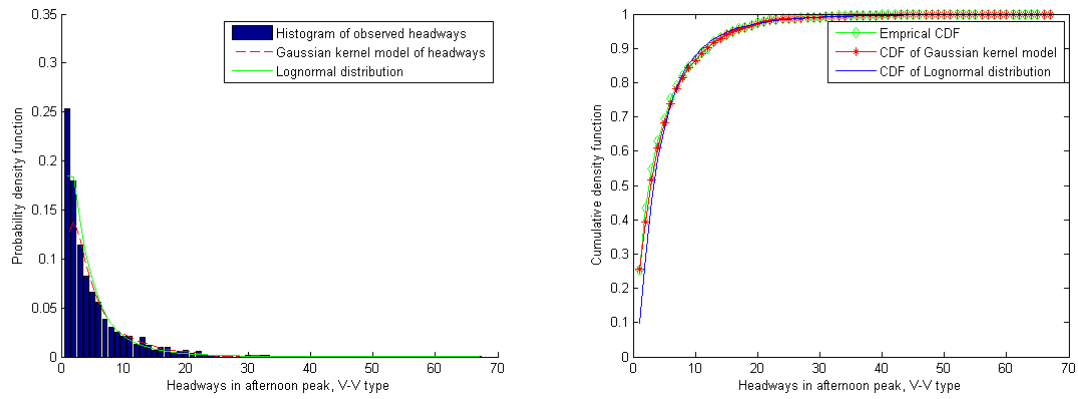 0.35
0.3
0.25
0.2
0.15
0.1
0.05
0
Probability density function
Histogram of observed headways
Gaussian kernel model of headways
Lognormal distribution
0 10 20 30 40 50 60 70
Headways in afternoon peak, V-V type
1
0.9
0.8
0.7
0.6
0.5
0.4
0.3
0.2
0.1
0
Cumulative density function
Emprical CDF
CDF of Gaussian kernel model
CDF of Lognormal distribution
0 10 20 30 40 50 60 70
Headways in afternoon peak, V-V type